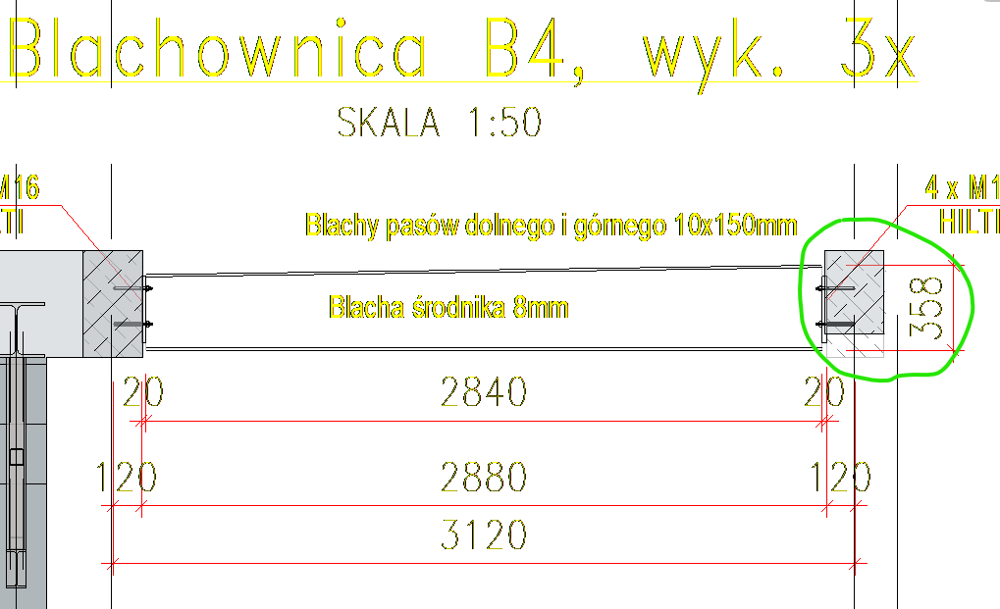 Blachownica B4, wyk. 3x
SKALA 1:50
M16
4 x M1
HILTI
Blachy pasów dolnego i górnego 10x150mm
Blacha środnika 8mm
358
20 2840 20
120 2880 120
3120